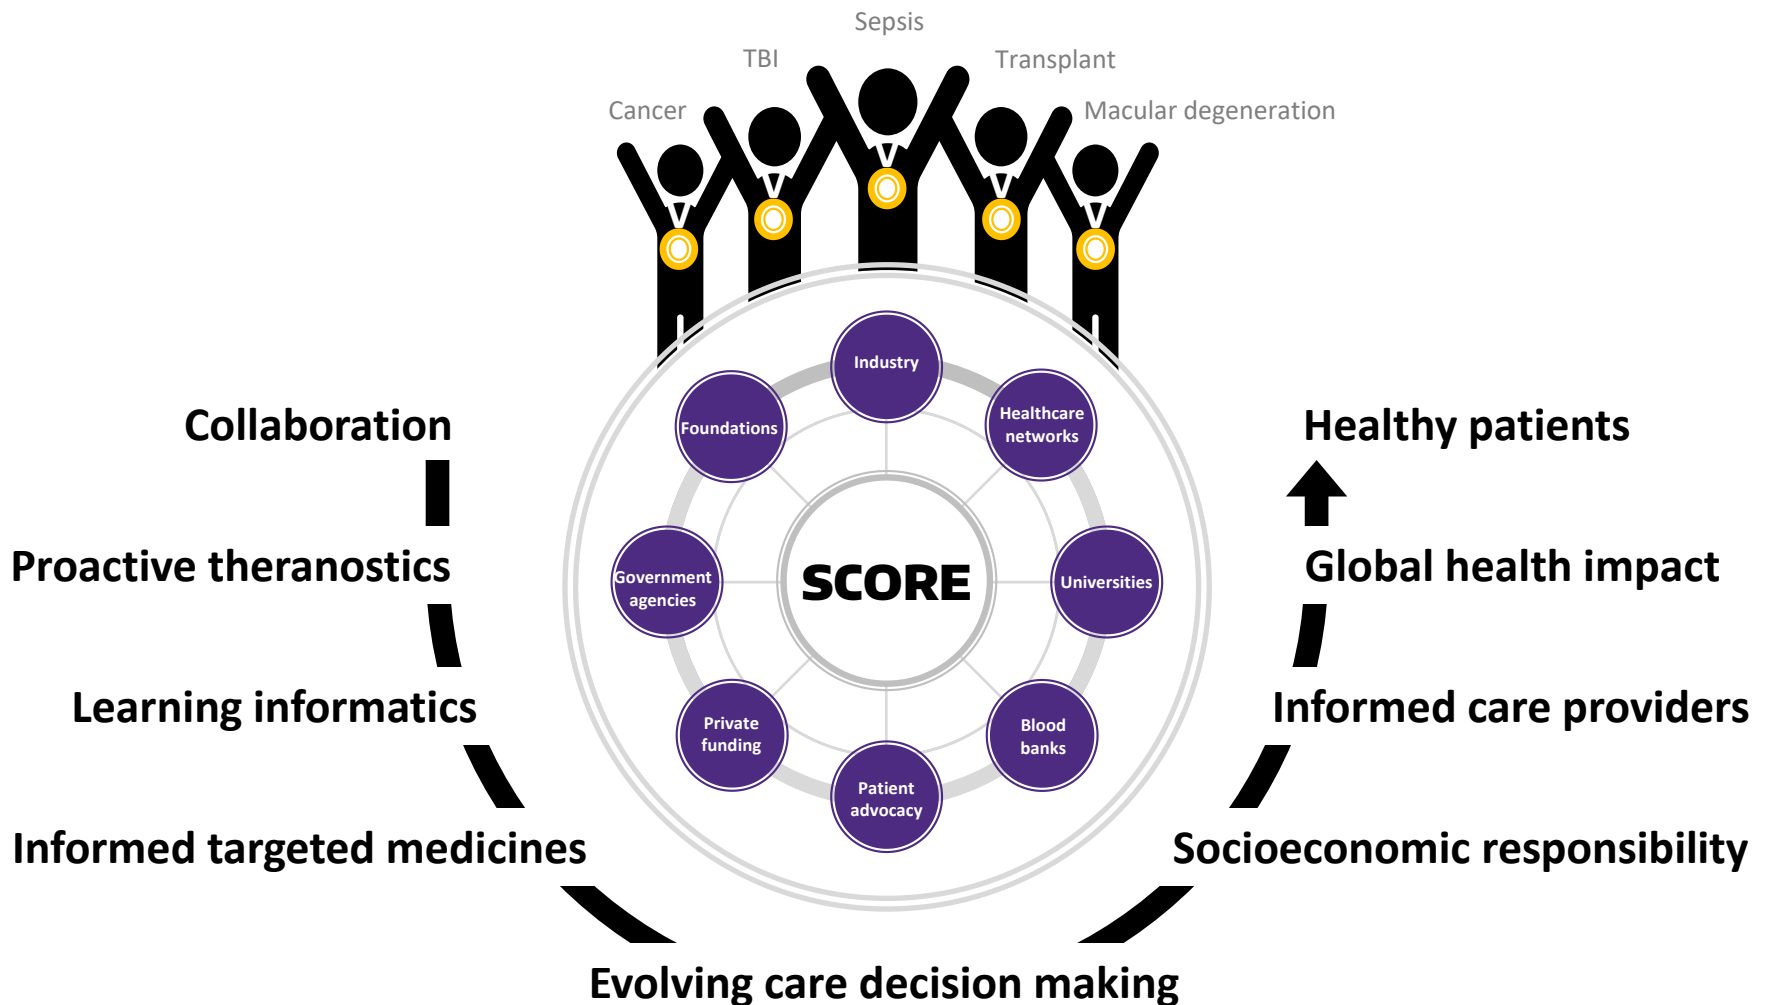 Sepsis
TBI
Transplant
Cancer
Macular degeneration
Industry
Foundations
Healthcare
networks
Government
agencies
SCORE
Universities
Private
funding
Blood
banks
Patient
advocacy
Collaboration
Proactive theranostics
Learning informatics
Informed targeted medicines
Evolving care decision making
Socioeconomic responsibility
Informed care providers
Global health impact
Healthy patients